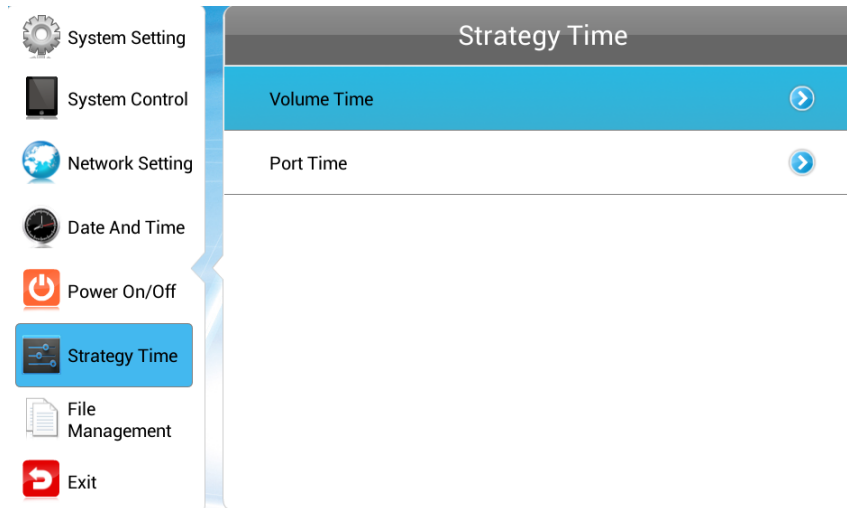 System Setting
System Control
Network Setting
Date And Time
Power On/Off
Strategy Time
File
Management
Exit
Strategy Time
Volume Time
Port Time